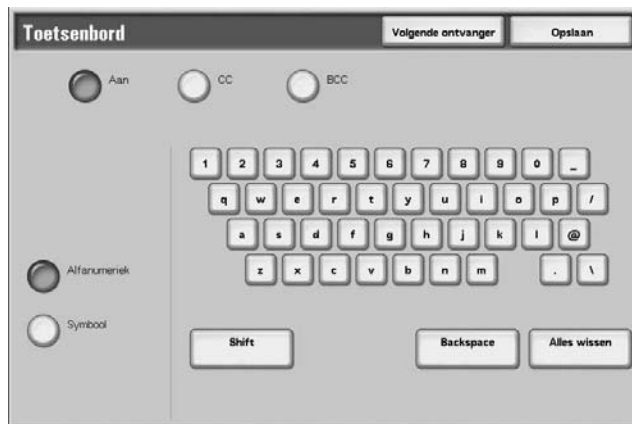 Toetsenbord Volgende ontvanger Opslaan
Aan CC BCC
1 2 3 4 5 6 7 8 9 0 _
q w e r t y u i o p /
a s d f g h j k l @
z x c v b n m . \
Alfanumeriek
Symbool
Shift Backspace Alles wissen